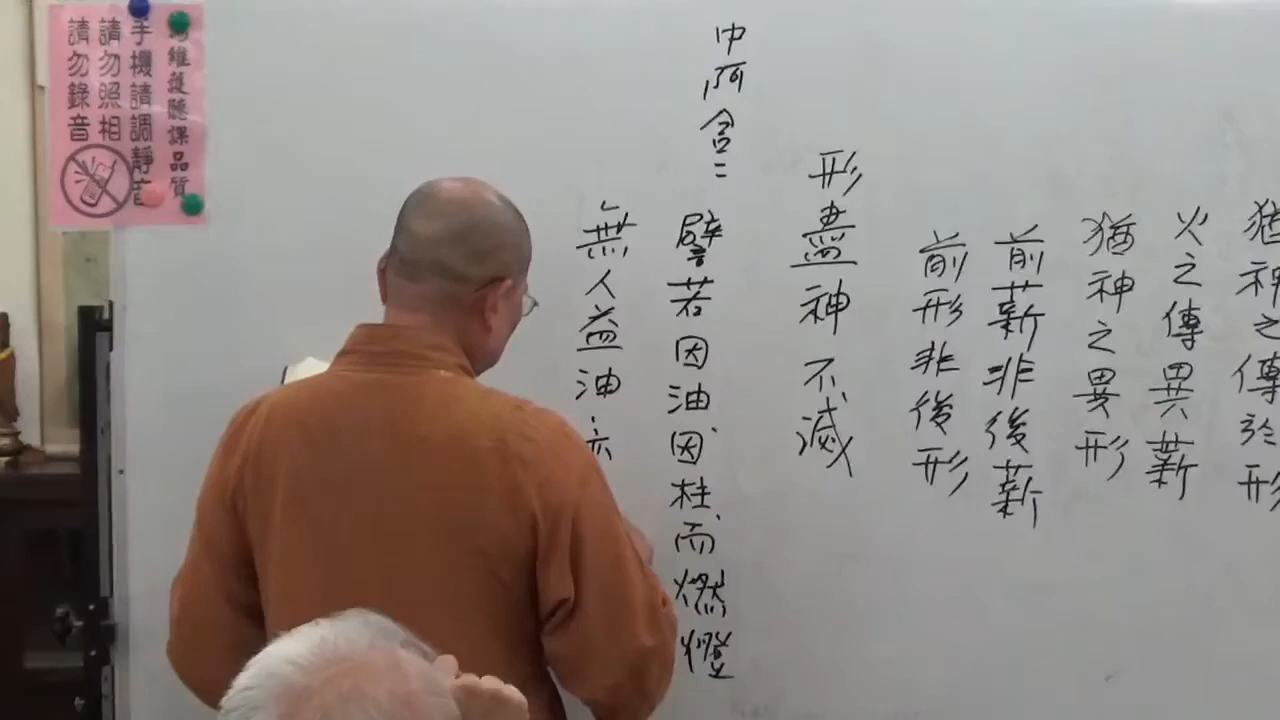 猶神之傳於形
火之傳異薪
猶神之異形
前薪非後薪
前形非後形
形盡神不滅
中阿含二
譬若因油、因柱、而燃燈
無人益油、亦
維護聽課品質
手機請調靜音
請勿照相
請勿錄音